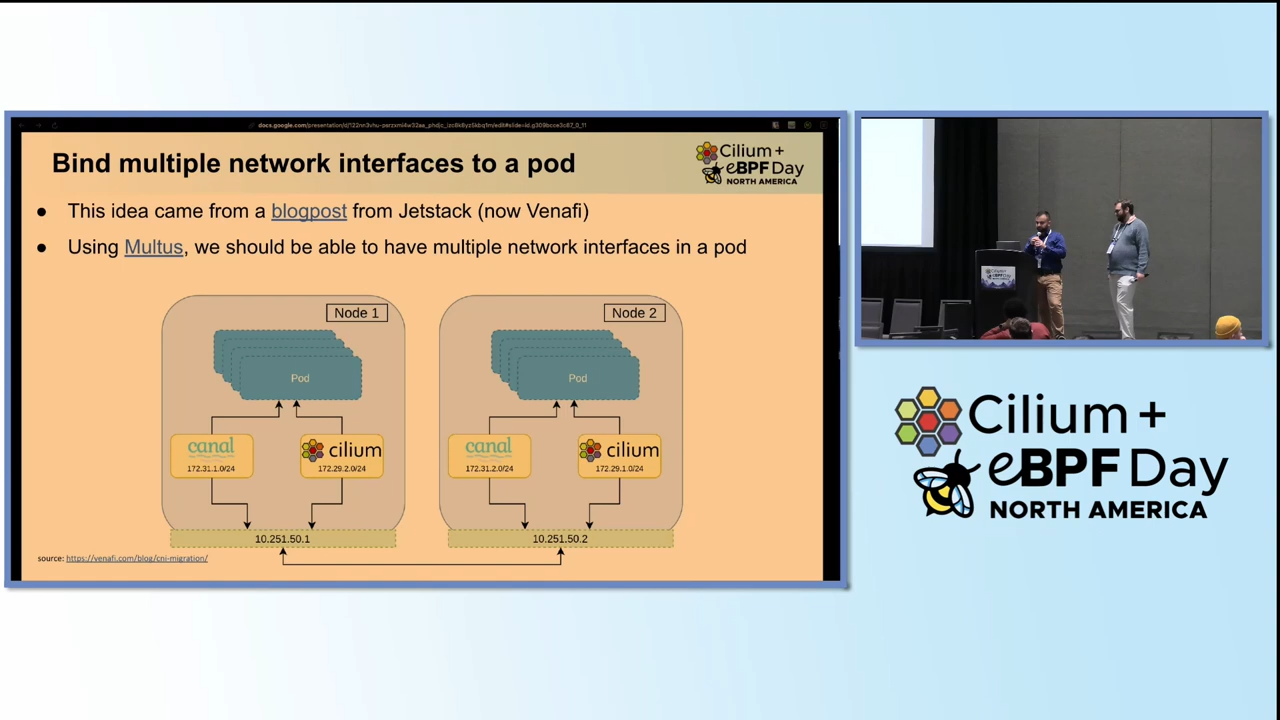 Bind multiple network interfaces to a pod
Cilium +
eBPF Day
NORTH AMERICA
● This idea came from a blogpost from Jetstack (now Venafi)
● Using Multus, we should be able to have multiple network interfaces in a pod
Node 1
Pod
canal
172.31.1.0/24
cilium
172.29.2.0/24
10.251.50.1
Node 2
Pod
canal
172.31.2.0/24
cilium
172.29.1.0/24
10.251.50.2
source: https://venafi.com/blog/cni-migration/
Cilium +
eBPF Day
NORTH AMERICA